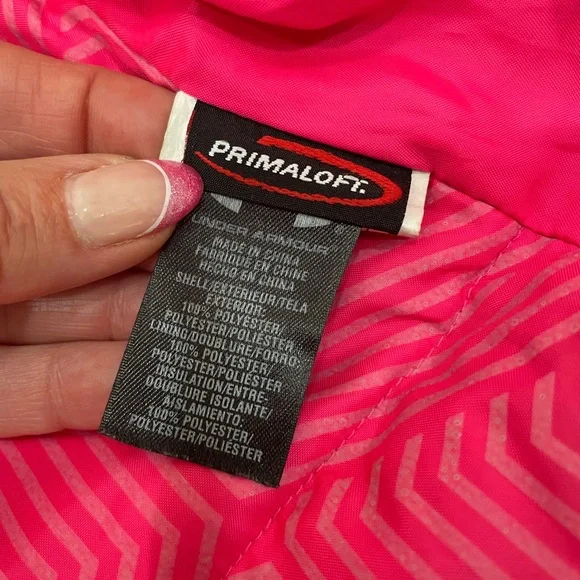 PRIMALOFT.
UNDER ARMOUR
MADE IN CHINA
FABRIQUÉ EN CHINE
HECHO EN CHINA
SHELL/EXTÉRIEUR/TELA
EXTERIOR:
100% POLYESTER/
POLYESTER/POLIÉSTER
LINING/DOUBLURE/FORRO:
100% POLYESTER/
POLYESTER/POLIÉSTER
INSULATION/ENTRE-
DOUBLURE ISOLANTE/
AISLAMIENTO:
100% POLYESTER/
POLYESTER/POLIÉSTER